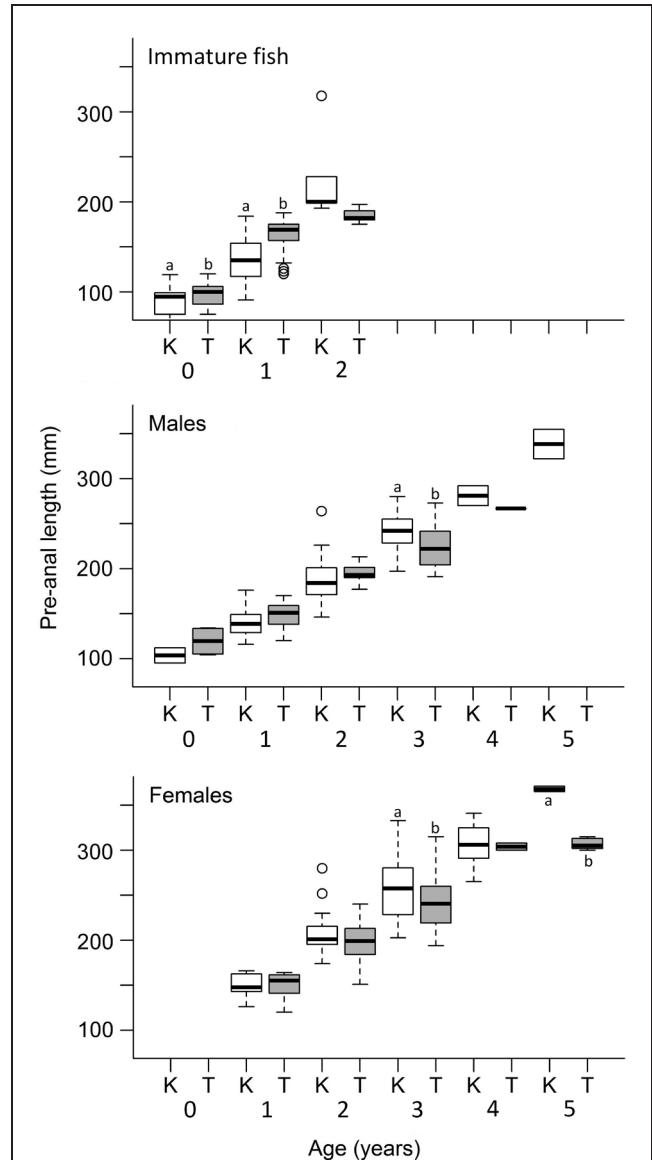 Immature fish
300
200
100
a b a b
K T K T K T
0 1 2
Pre-anal length (mm)
Males
300
200
100
a b
K T K T K T K T K T K T
0 1 2 3 4 5
Females
300
200
100
a b a b
K T K T K T K T K T K T
0 1 2 3 4 5
Age (years)